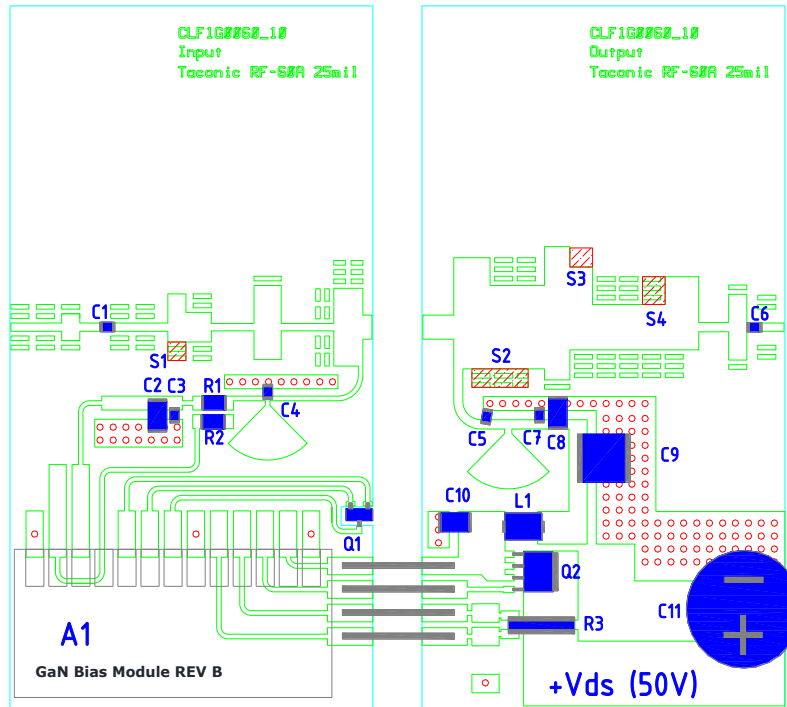 CLF1G0060_10
Input
Taconic RF-60A 25mil
CLF1G0060_10
Output
Taconic RF-60A 25mil
S3
C1
S4
C6
S1
S2
C2
C3
R1
C4
R2
C5
C7
C8
C9
C10
L1
Q1
Q2
C11
R3
A1
GaN Bias Module REV B
+Vds (50V)